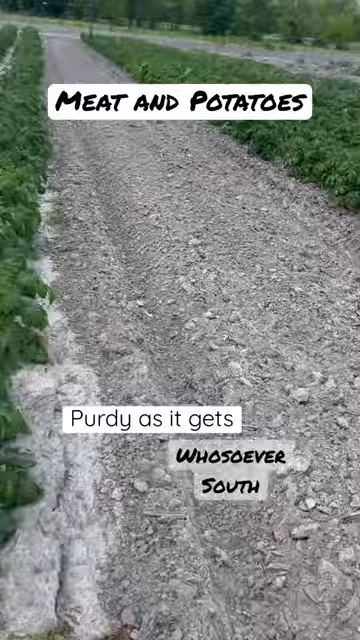 Meat and Potatoes
Purdy as it gets
Whosoever
South